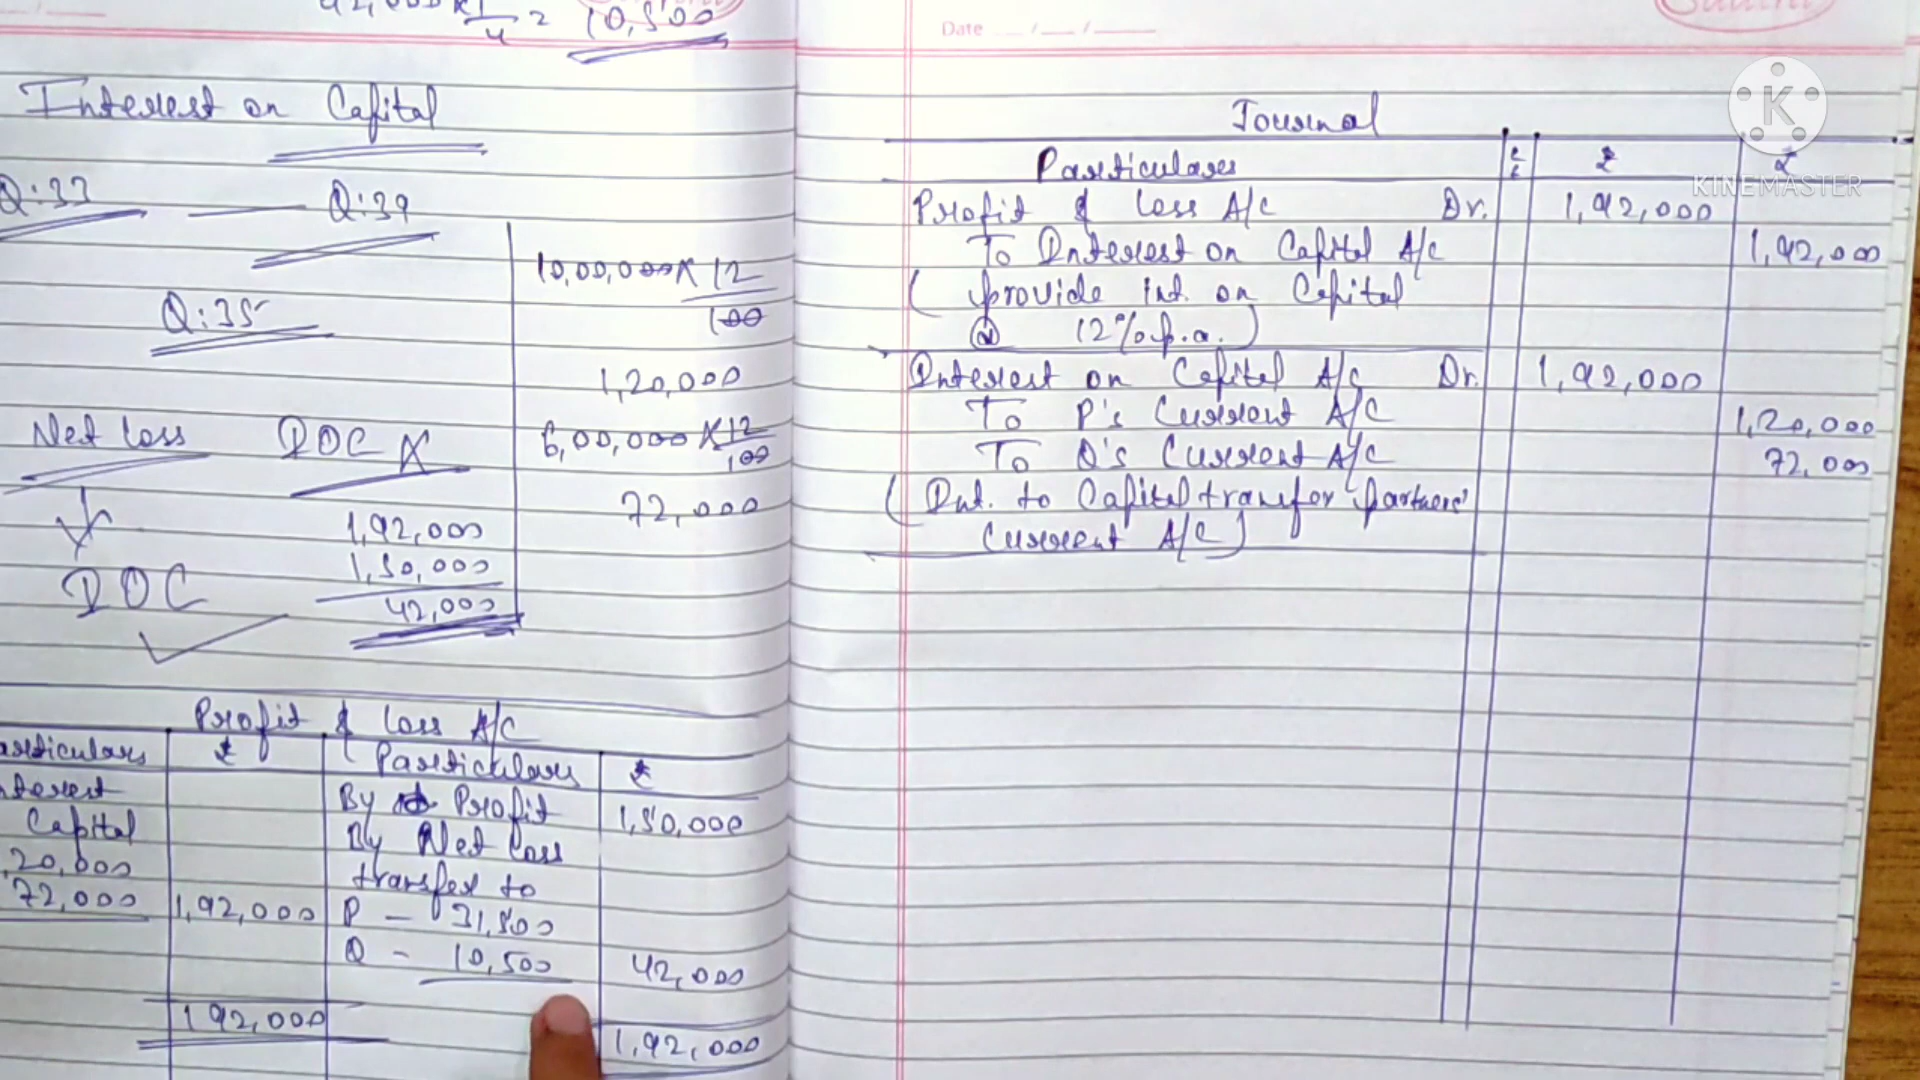 42,000 x 1/4 = 10,500
Interest on Capital
Q:33 — Q:39
Q:35
10,00,000 x 12/100
1,20,000
Net loss IOC X
6,00,000 x 12/100
72,000
1,92,000
1,50,000
IOC
42,000
Profit & Loss A/C
articulars ₹ Particulars ₹
nterest
Capital
,20,000
72,000 1,92,000
By Profit 1,50,000
By Net Loss
transfer to
P - 31,500
Q - 10,500 42,000
192,000 1,92,000
Date __/__/____
Journal
Particulars L F ₹ ₹
Profit & Loss A/C Dr. 1,92,000
To Interest on Capital A/C 1,92,000
( provide Int. on Capital
@ 12% p.a. )
Interest on Capital A/C Dr. 1,92,000
To P's Current A/C 1,20,000
To Q's Current A/C 72,000
( Int. to Capital transfer partners'
Current A/C )
K
KINEMASTER